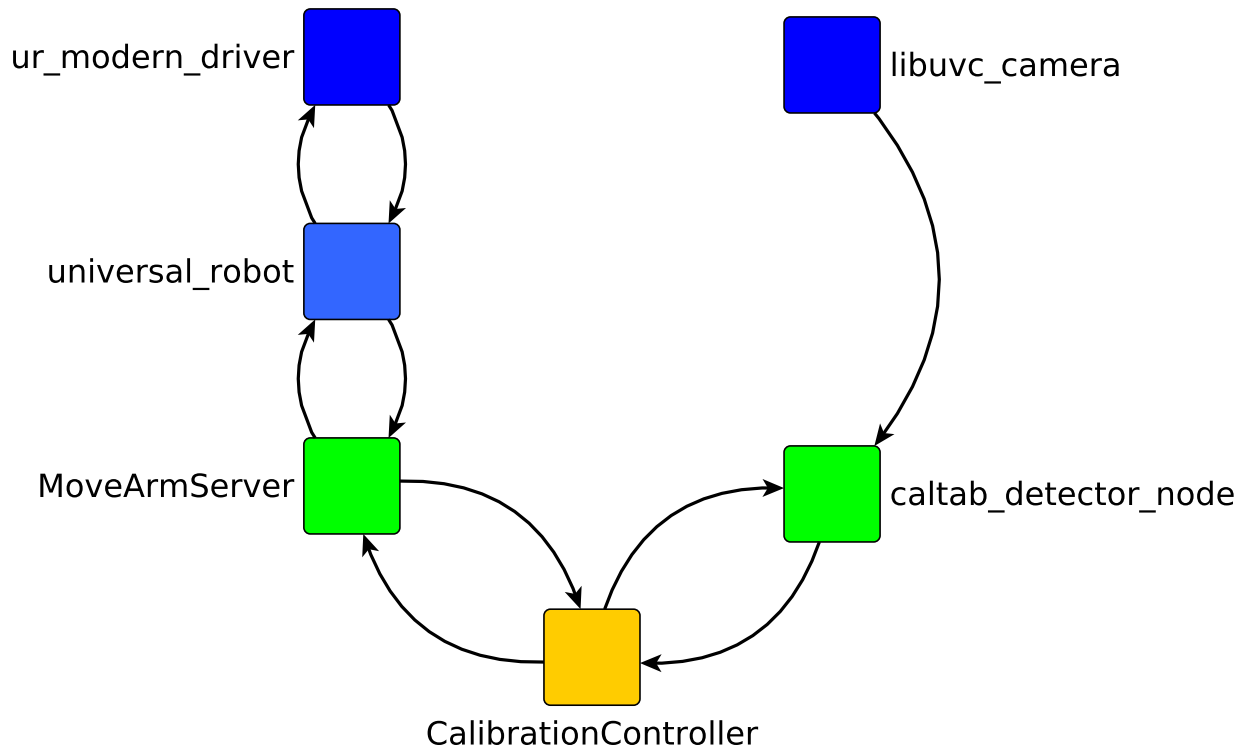 ur_modern_driver
libuvc_camera
universal_robot
MoveArmServer
caltab_detector_node
CalibrationController